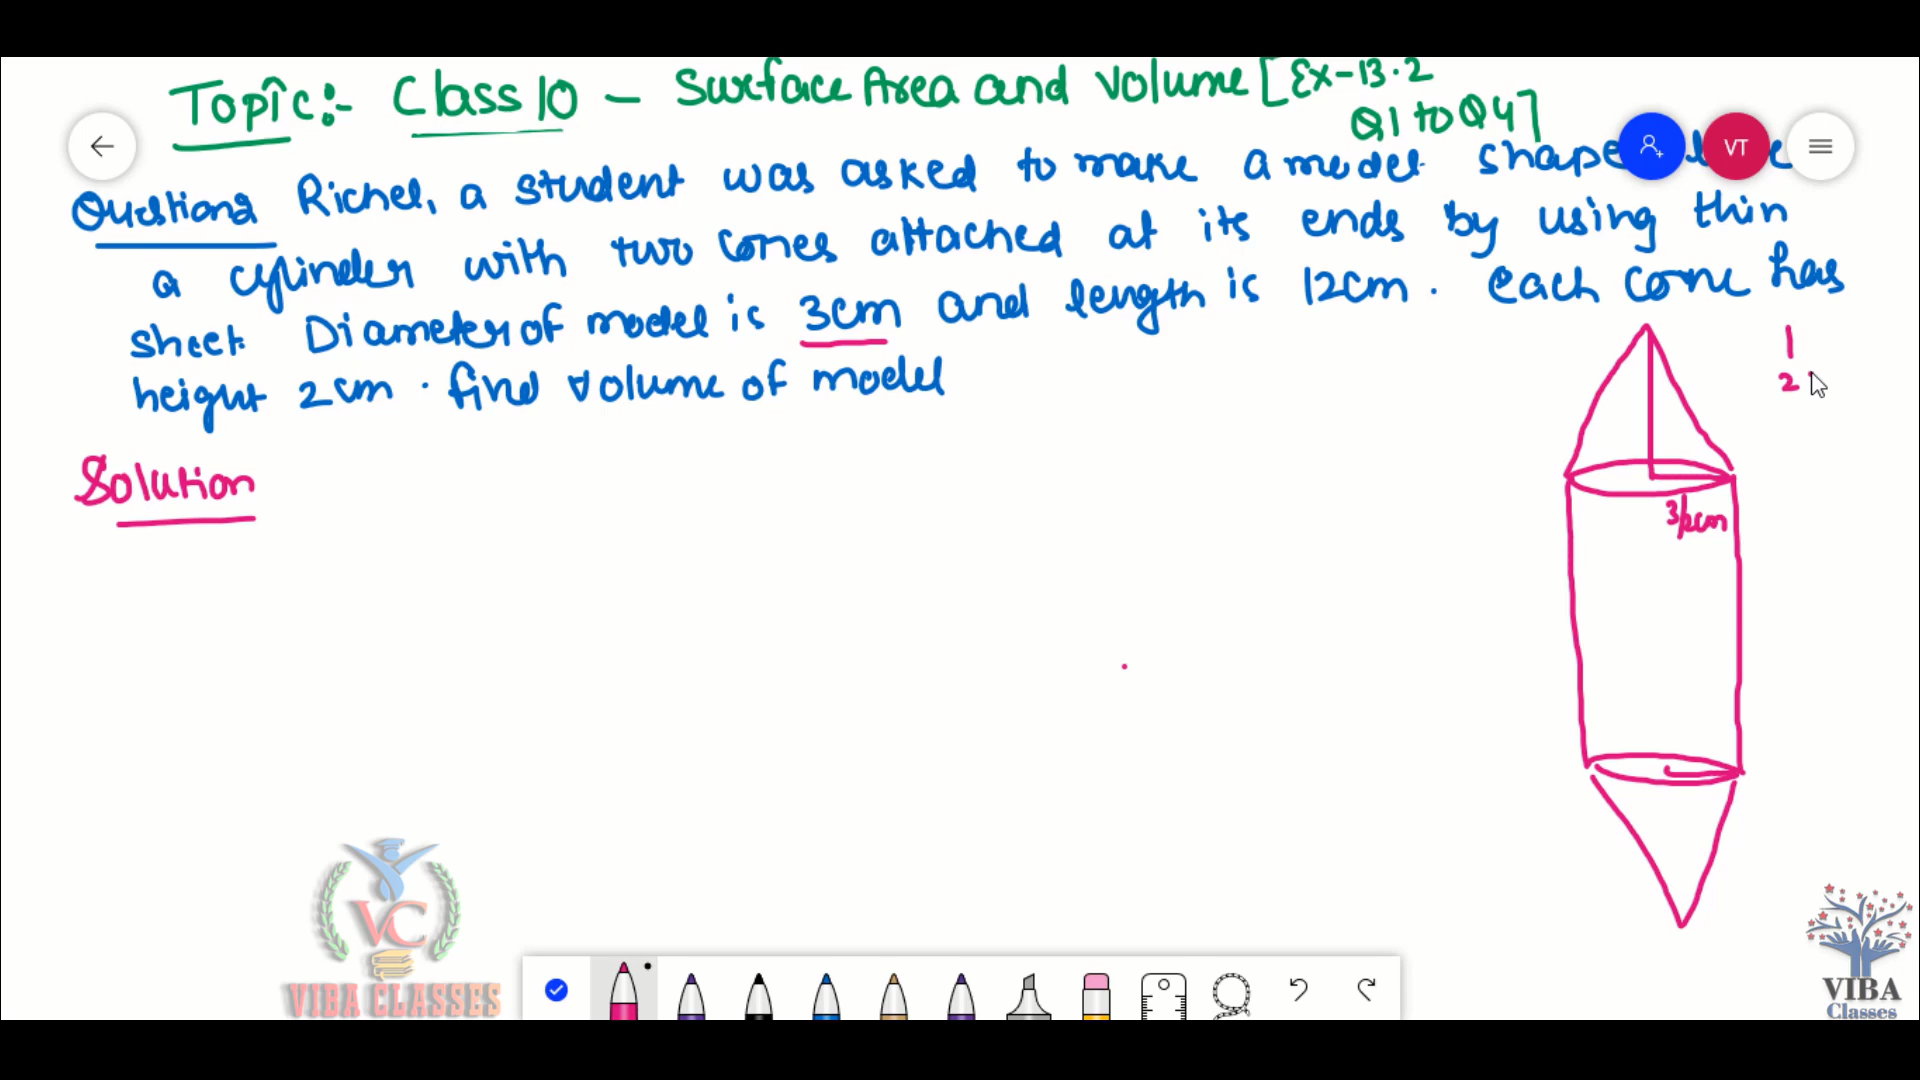 Topic:- Class 10 - Surface Area and Volume [Ex-13.2
Q1 to Q4]
VT
Question2 Richel, a student was asked to make a model shape
a cylinder with two cones attached at its ends by using thin
sheet. Diameter of model is 3cm and length is 12cm. each cone has
height 2cm. find volume of model
1
2
Solution
3/2cm
VC
VIBA CLASSES
VIBA
Classes